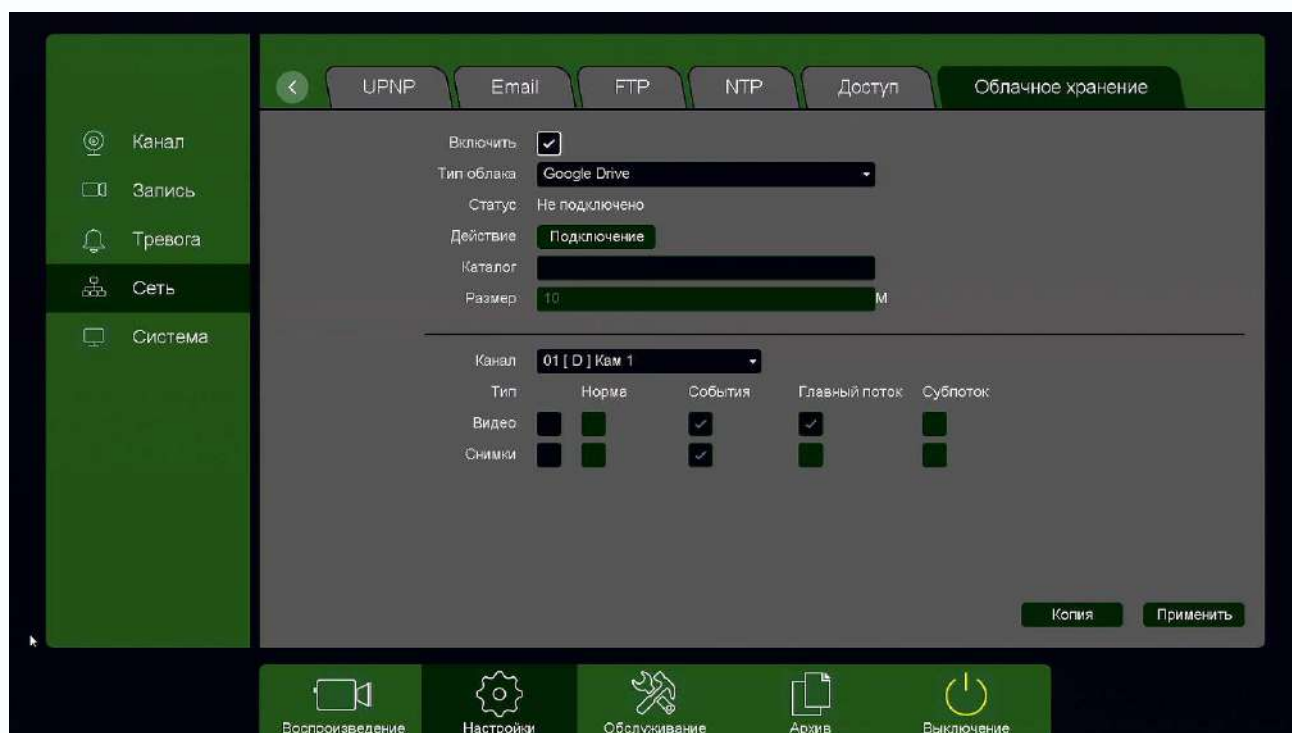 UPNP Email FTP NTP Доступ Облачное хранение
Канал
Запись
Тревога
Сеть
Система
Включить
Тип облака Google Drive
Статус Не подключено
Действие Подключение
Каталог
Размер 10 М
Канал 01 [ D ] Кам 1
Тип Норма События Главный поток Субпоток
Видео
Снимки
Копия Применить
Воспроизведение Настройки Обслуживание Архив Выключение